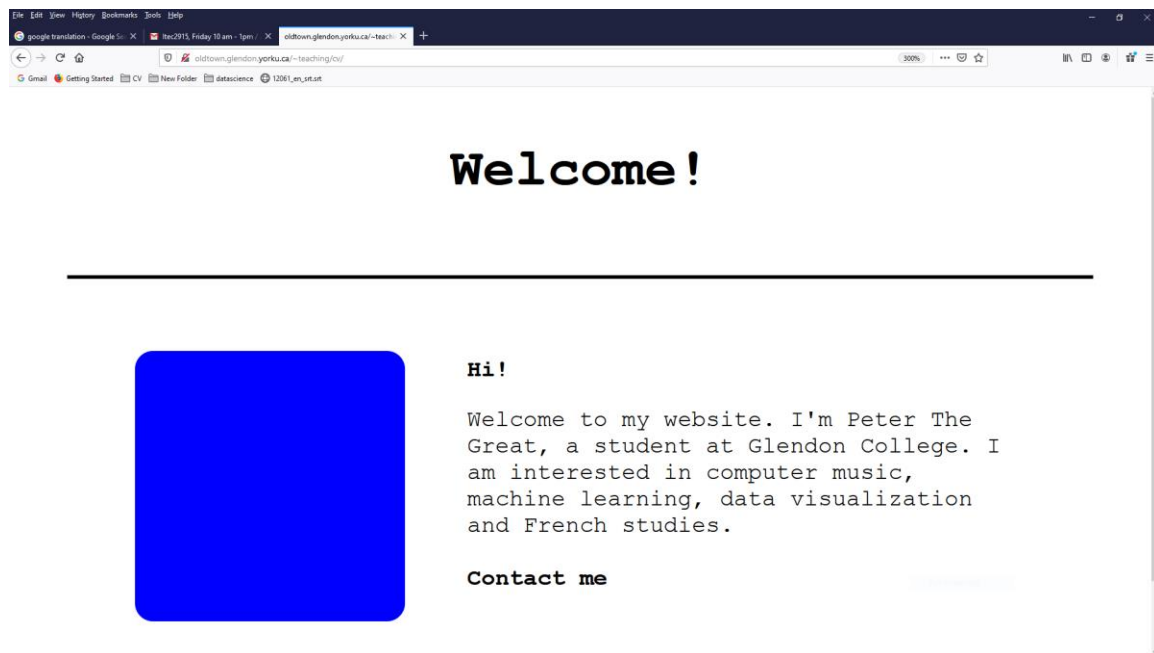 File Edit View History Bookmarks Tools Help
google translation - Google Se
Itec2915, Friday 10 am - 1pm /
oldtown.glendon.yorku.ca/~teach
oldtown.glendon.yorku.ca/~teaching/cv/
300%
Gmail Getting Started CV New Folder datascience 12061_en_srt.srt
Welcome!
Hi!
Welcome to my website. I'm Peter The
Great, a student at Glendon College. I
am interested in computer music,
machine learning, data visualization
and French studies.
Contact me